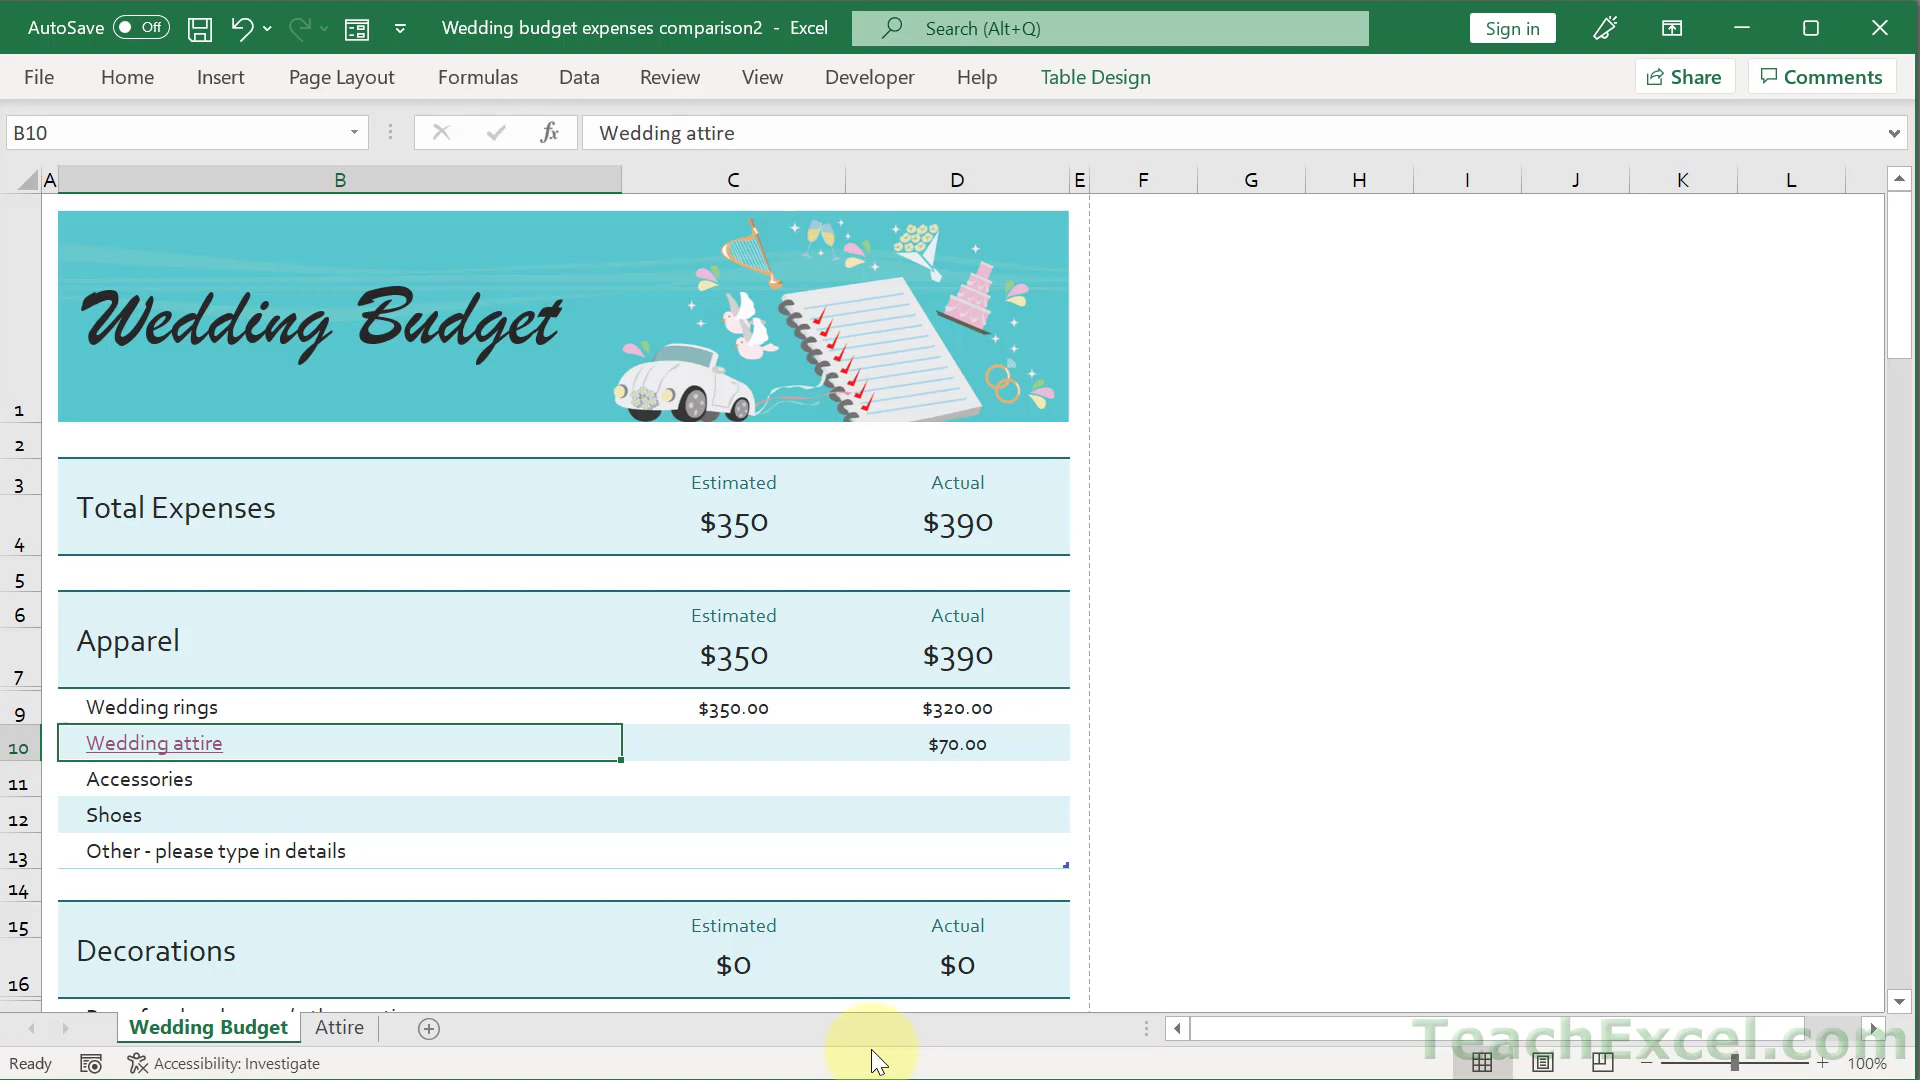 AutoSave Off Wedding budget expenses comparison2 - Excel Search (Alt+Q) Sign in
File Home Insert Page Layout Formulas Data Review View Developer Help Table Design Share Comments
B10 fx Wedding attire
A B C D E F G H I J K L
Wedding Budget
1
2
3 Estimated Actual
Total Expenses
4 $350 $390
5
6 Estimated Actual
Apparel
7 $350 $390
9 Wedding rings $350.00 $320.00
10 Wedding attire $70.00
11 Accessories
12 Shoes
13 Other - please type in details
14
15 Estimated Actual
Decorations
16 $0 $0
Wedding Budget Attire
TeachExcel.com
Ready Accessibility: Investigate 100%